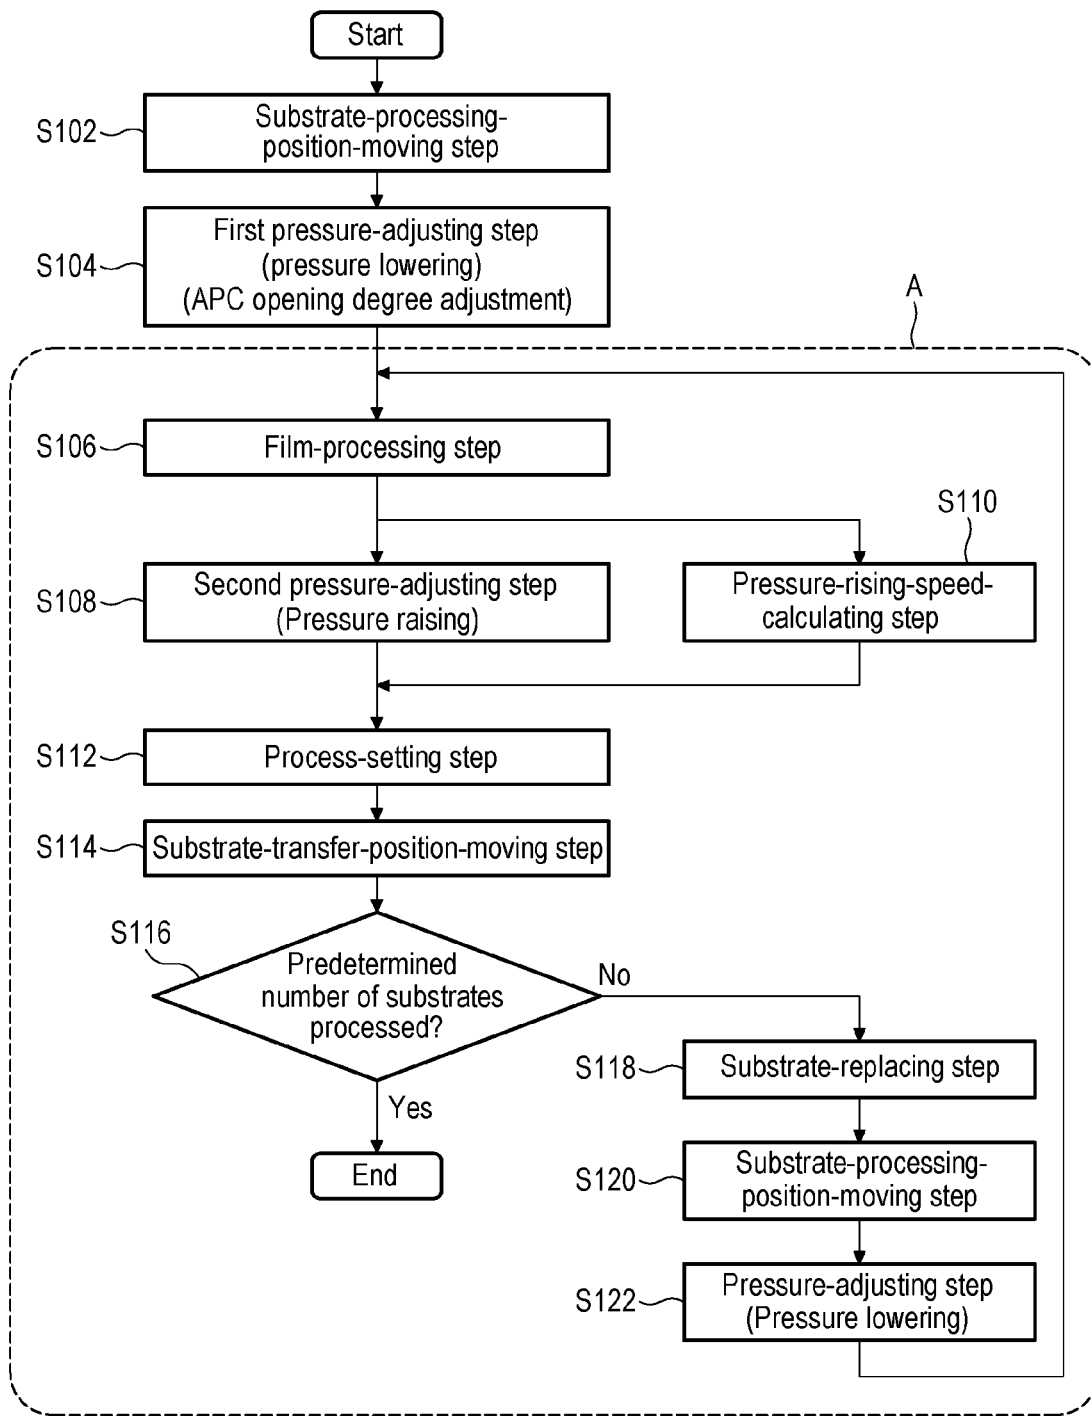 Start
S102
Substrate-processing-
position-moving step
S104
First pressure-adjusting step
(pressure lowering)
(APC opening degree adjustment)
A
S106
Film-processing step
S110
S108
Second pressure-adjusting step
(Pressure raising)
Pressure-rising-speed-
calculating step
S112
Process-setting step
S114
Substrate-transfer-position-moving step
S116
Predetermined
number of substrates
processed?
No
Yes
End
S118
Substrate-replacing step
S120
Substrate-processing-
position-moving step
S122
Pressure-adjusting step
(Pressure lowering)